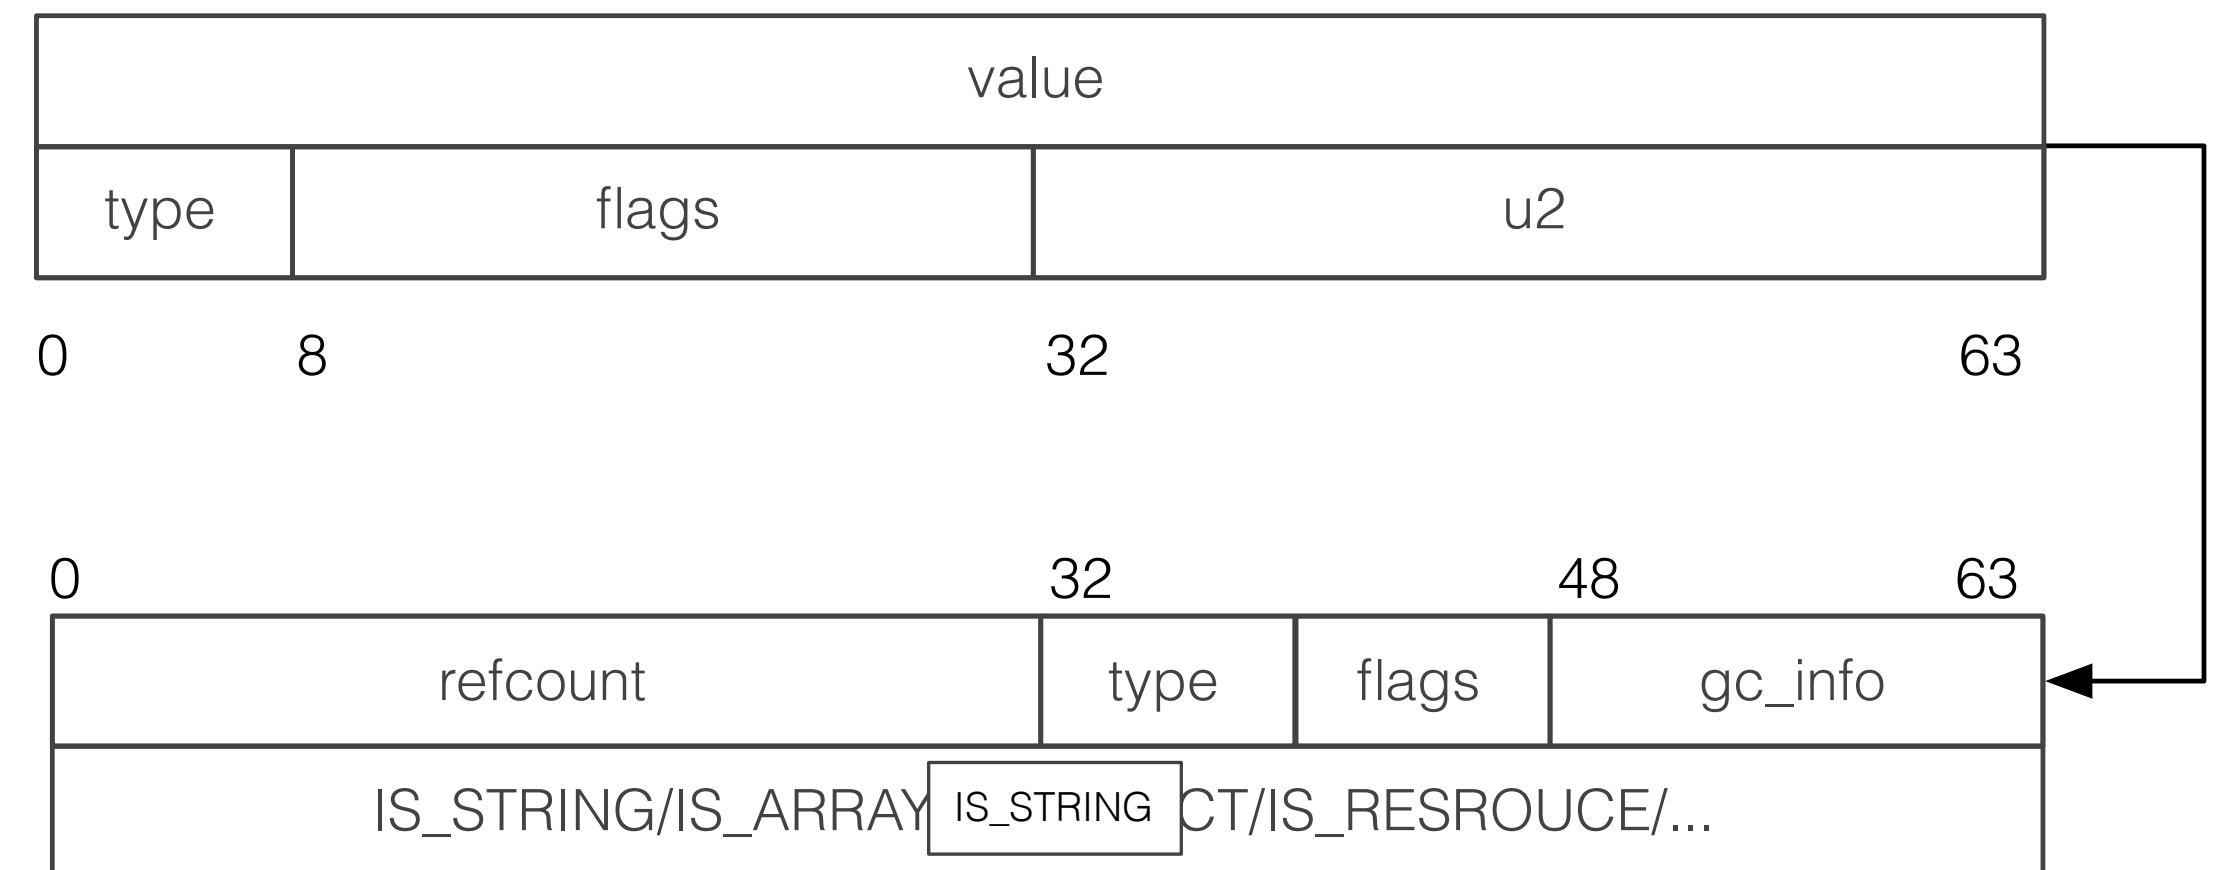 value
type flags u2
0 8 32 63
0 32 48 63
refcount type flags gc_info
IS_STRING/IS_ARRAY IS_STRING CT/IS_RESROUCE/...